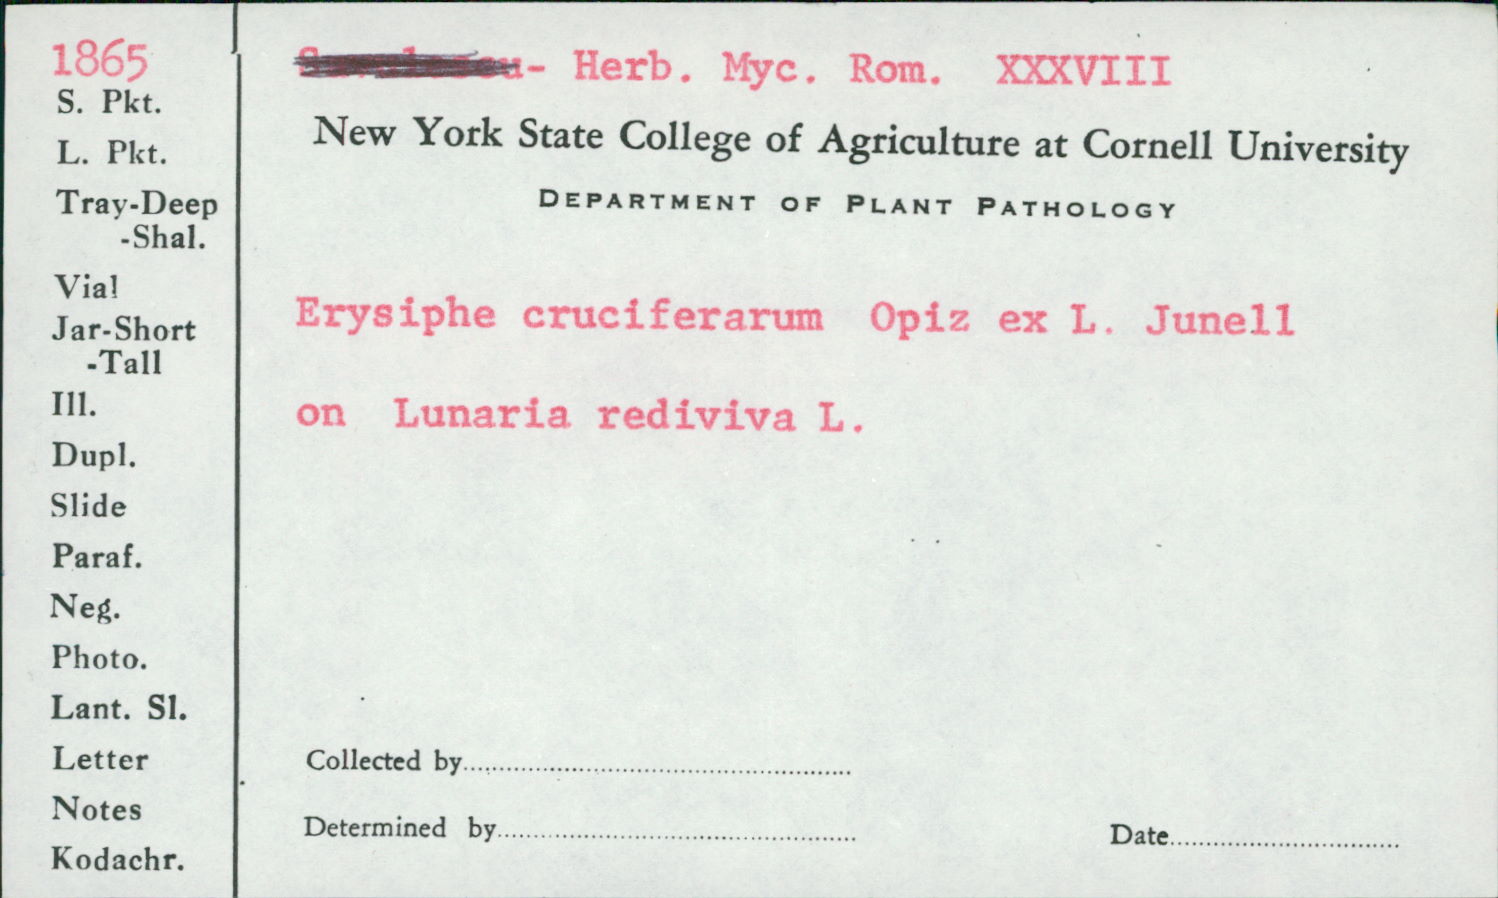 1865
S. Pkt.
L. Pkt.
Tray-Deep
-Shal.
Vial
Jar-Short
-Tall
Ill.
Dupl.
Slide
Paraf.
Neg.
Photo.
Lant. Sl.
Letter
Notes
Kodachr.
- Herb. Myc. Rom. XXXVIII
New York State College of Agriculture at Cornell University
DEPARTMENT OF PLANT PATHOLOGY
Erysiphe cruciferarum Opiz ex L. Junell
on Lunaria rediviva L.
Collected by
Determined by
Date